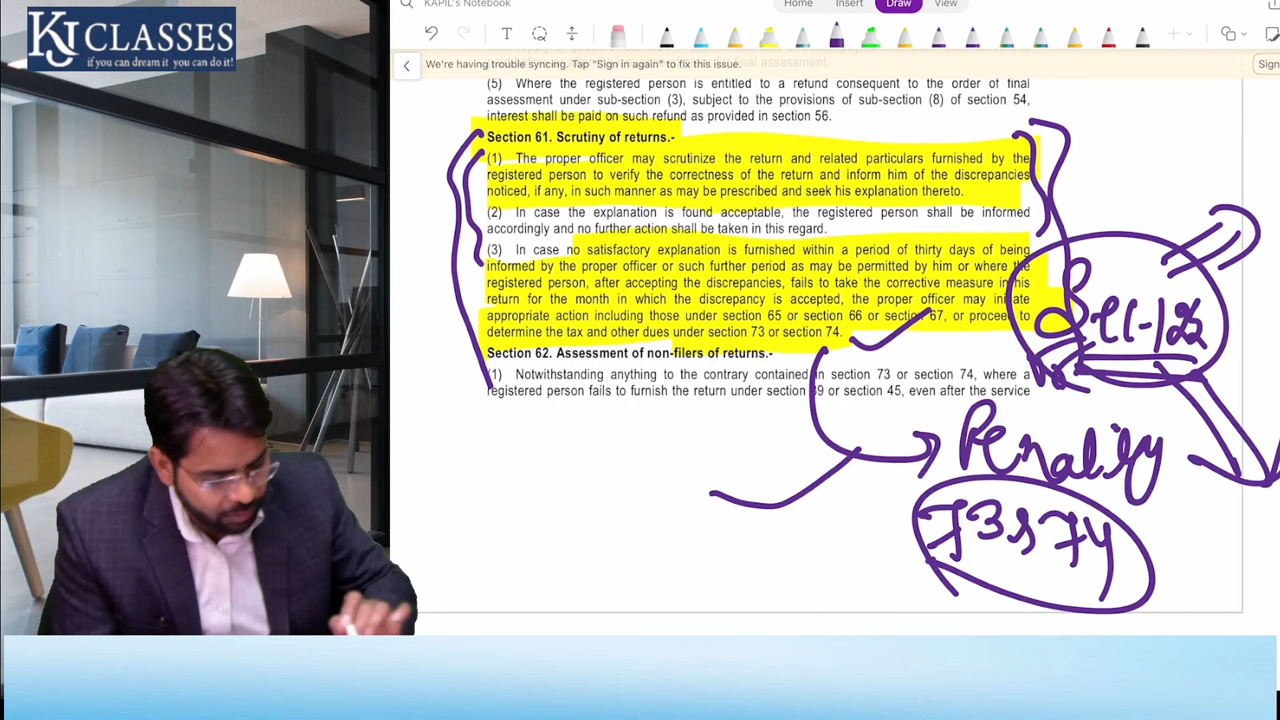 KJ CLASSES
if you can dream it you can do it!
KAPIL's Notebook
Home Insert Draw View
We're having trouble syncing. Tap "Sign in again" to fix this issue.
Sign
(5) Where the registered person is entitled to a refund consequent to the order of final
assessment under sub-section (3), subject to the provisions of sub-section (8) of section 54,
interest shall be paid on such refund as provided in section 56.
Section 61. Scrutiny of returns.-
(1) The proper officer may scrutinize the return and related particulars furnished by the
registered person to verify the correctness of the return and inform him of the discrepancies
noticed, if any, in such manner as may be prescribed and seek his explanation thereto.
(2) In case the explanation is found acceptable, the registered person shall be informed
accordingly and no further action shall be taken in this regard.
(3) In case no satisfactory explanation is furnished within a period of thirty days of being
informed by the proper officer or such further period as may be permitted by him or where the
registered person, after accepting the discrepancies, fails to take the corrective measure in his
return for the month in which the discrepancy is accepted, the proper officer may initiate
appropriate action including those under section 65 or section 66 or section 67, or proceed to
determine the tax and other dues under section 73 or section 74.
Section 62. Assessment of non-filers of returns.-
(1) Notwithstanding anything to the contrary contained in section 73 or section 74, where a
registered person fails to furnish the return under section 39 or section 45, even after the service
Penality
73 & 74